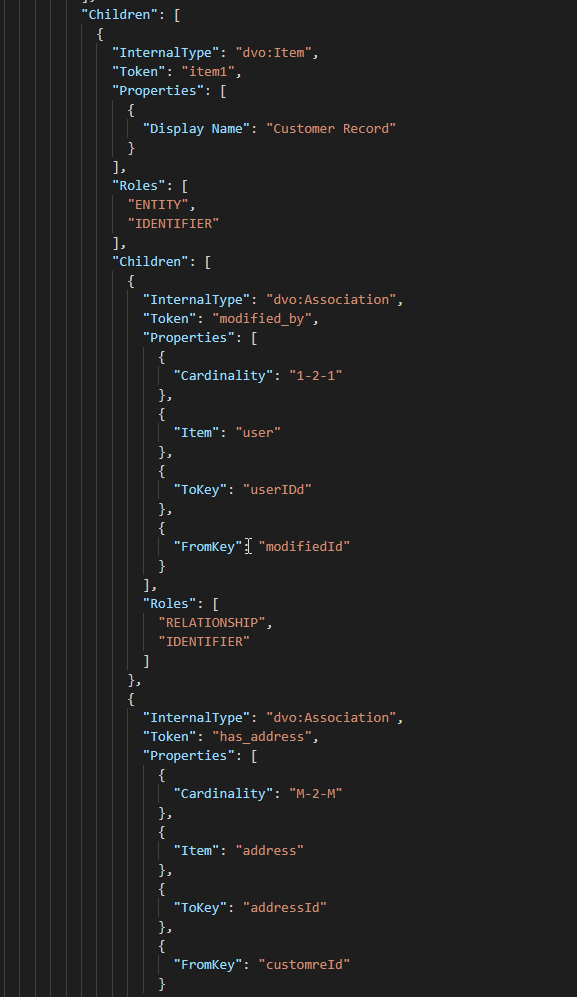 "Children": [
{
"InternalType": "dvo:Item",
"Token": "item1",
"Properties": [
{
"Display Name": "Customer Record"
}
],
"Roles": [
"ENTITY",
"IDENTIFIER"
],
"Children": [
{
"InternalType": "dvo:Association",
"Token": "modified_by",
"Properties": [
{
"Cardinality": "1-2-1"
},
{
"Item": "user"
},
{
"ToKey": "userIDd"
},
{
"FromKey": "modifiedId"
}
],
"Roles": [
"RELATIONSHIP",
"IDENTIFIER"
]
},
{
"InternalType": "dvo:Association",
"Token": "has_address",
"Properties": [
{
"Cardinality": "M-2-M"
},
{
"Item": "address"
},
{
"ToKey": "addressId"
},
{
"FromKey": "customreId"
}